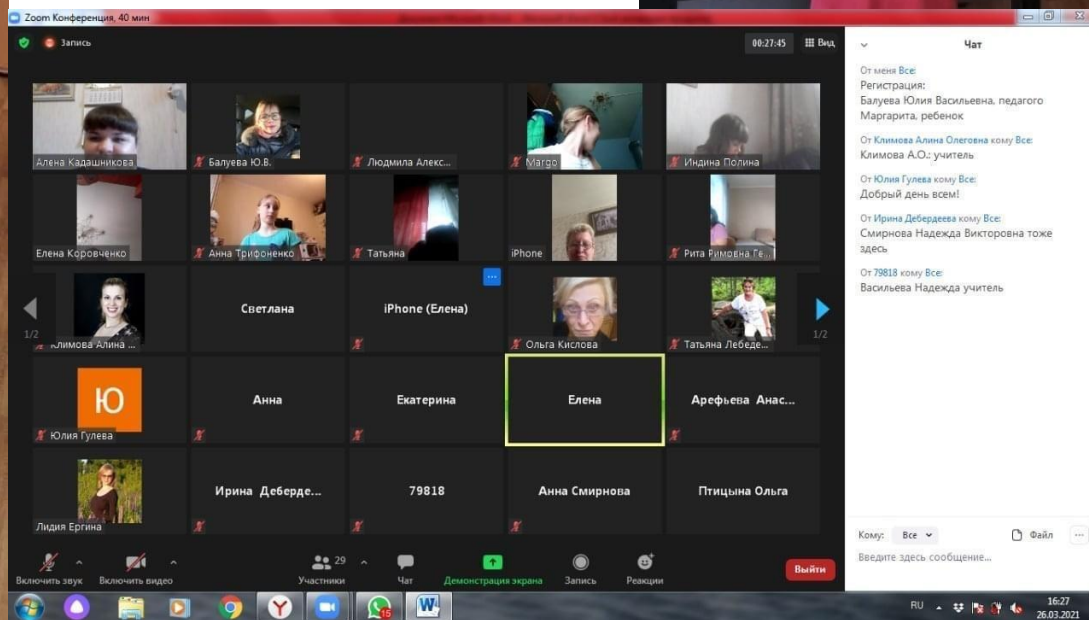 Zoom Конференция, 40 мин
Запись
00:27:45
Вид
Алена Кадашникова
Балуева Ю.В.
Людмила Алекс...
Margo
Индина Полина
Елена Коровченко
Анна Трифоненко
Татьяна
iPhone
Рита Римовна Ге...
Климова Алина ...
Светлана
iPhone (Елена)
...
Ольга Кислова
Татьяна Лебеде...
1/2
1/2
Ю
Юлия Гулева
Анна
Екатерина
Елена
Арефьева Анас...
Лидия Ергина
Ирина Деберде...
79818
Анна Смирнова
Птицына Ольга
Включить звук
Включить видео
29
Участники
Чат
Демонстрация экрана
Запись
Реакции
Выйти
Чат
От меня Все:
Регистрация:
Балуева Юлия Васильевна, педагого
Маргарита, ребенок
От Климова Алина Олеговна кому Все:
Климова А.О.: учитель
От Юлия Гулева кому Все:
Добрый день всем!
От Ирина Дебердеева кому Все:
Смирнова Надежда Викторовна тоже
здесь
От 79818 кому Все:
Васильева Надежда учитель
Кому: Все
Файл
...
Введите здесь сообщение...
Y
15
W
RU
16:27
26.03.2021